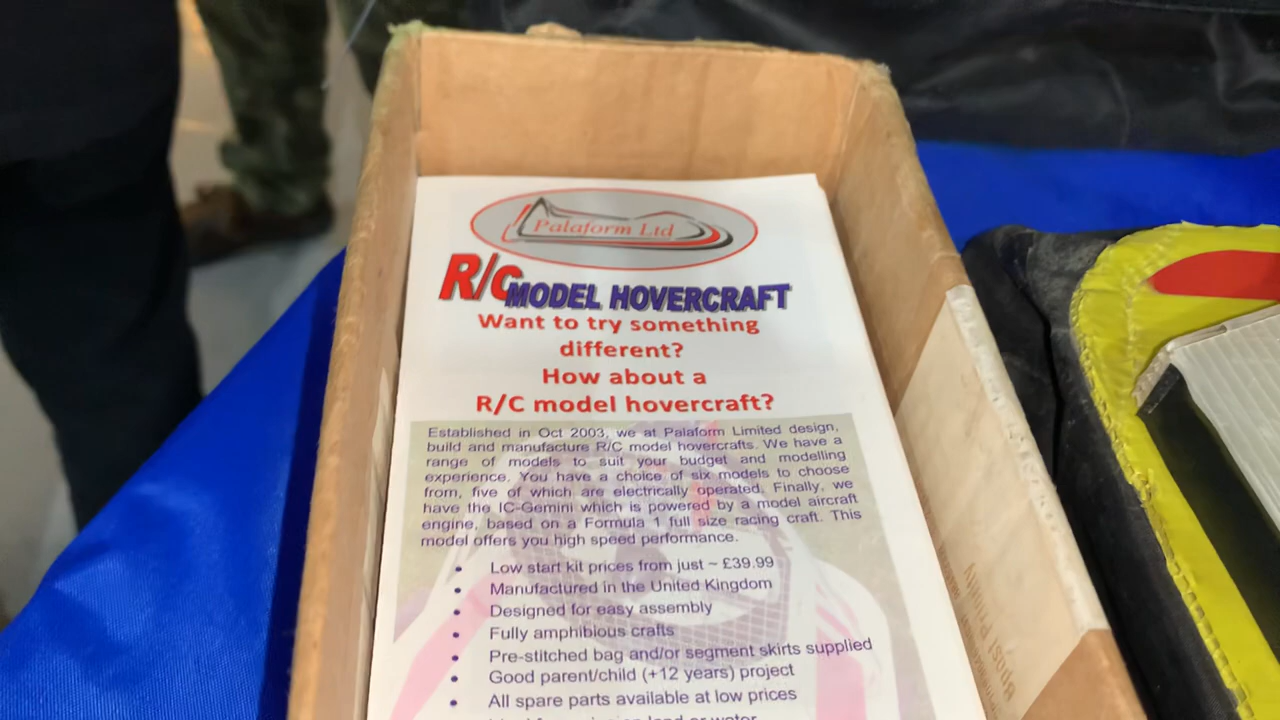 Palaform Ltd
R/C MODEL HOVERCRAFT
Want to try something
different?
How about a
R/C model hovercraft?
Established in Oct 2003, we at Palaform Limited design,
build and manufacture R/C model hovercrafts. We have a
range of models to suit your budget and modelling
experience. You have a choice of six models to choose
from, five of which are electrically operated. Finally, we
have the IC-Gemini which is powered by a model aircraft
engine, based on a Formula 1 full size racing craft. This
model offers you high speed performance.
• Low start kit prices from just ~ £39.99
• Manufactured in the United Kingdom
• Designed for easy assembly
• Fully amphibious crafts
• Pre-stitched bag and/or segment skirts supplied
• Good parent/child (+12 years) project
• All spare parts available at low prices